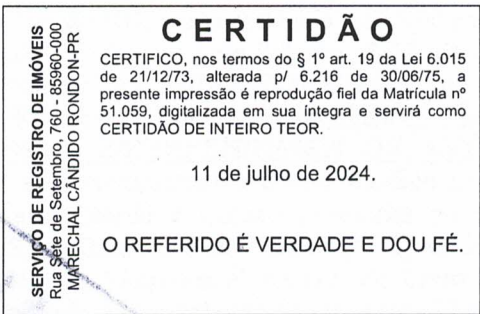 SERVIÇO DE REGISTRO DE IMÓVEIS
Rua Sete de Setembro, 760 - 85960-000
MARECHAL CÂNDIDO RONDON-PR
CERTIDÃO
CERTIFICO, nos termos do § 1º art. 19 da Lei 6.015
de 21/12/73, alterada p/ 6.216 de 30/06/75, a
presente impressão é reprodução fiel da Matrícula nº
51.059, digitalizada em sua íntegra e servirá como
CERTIDÃO DE INTEIRO TEOR.
11 de julho de 2024.
O REFERIDO É VERDADE E DOU FÉ.